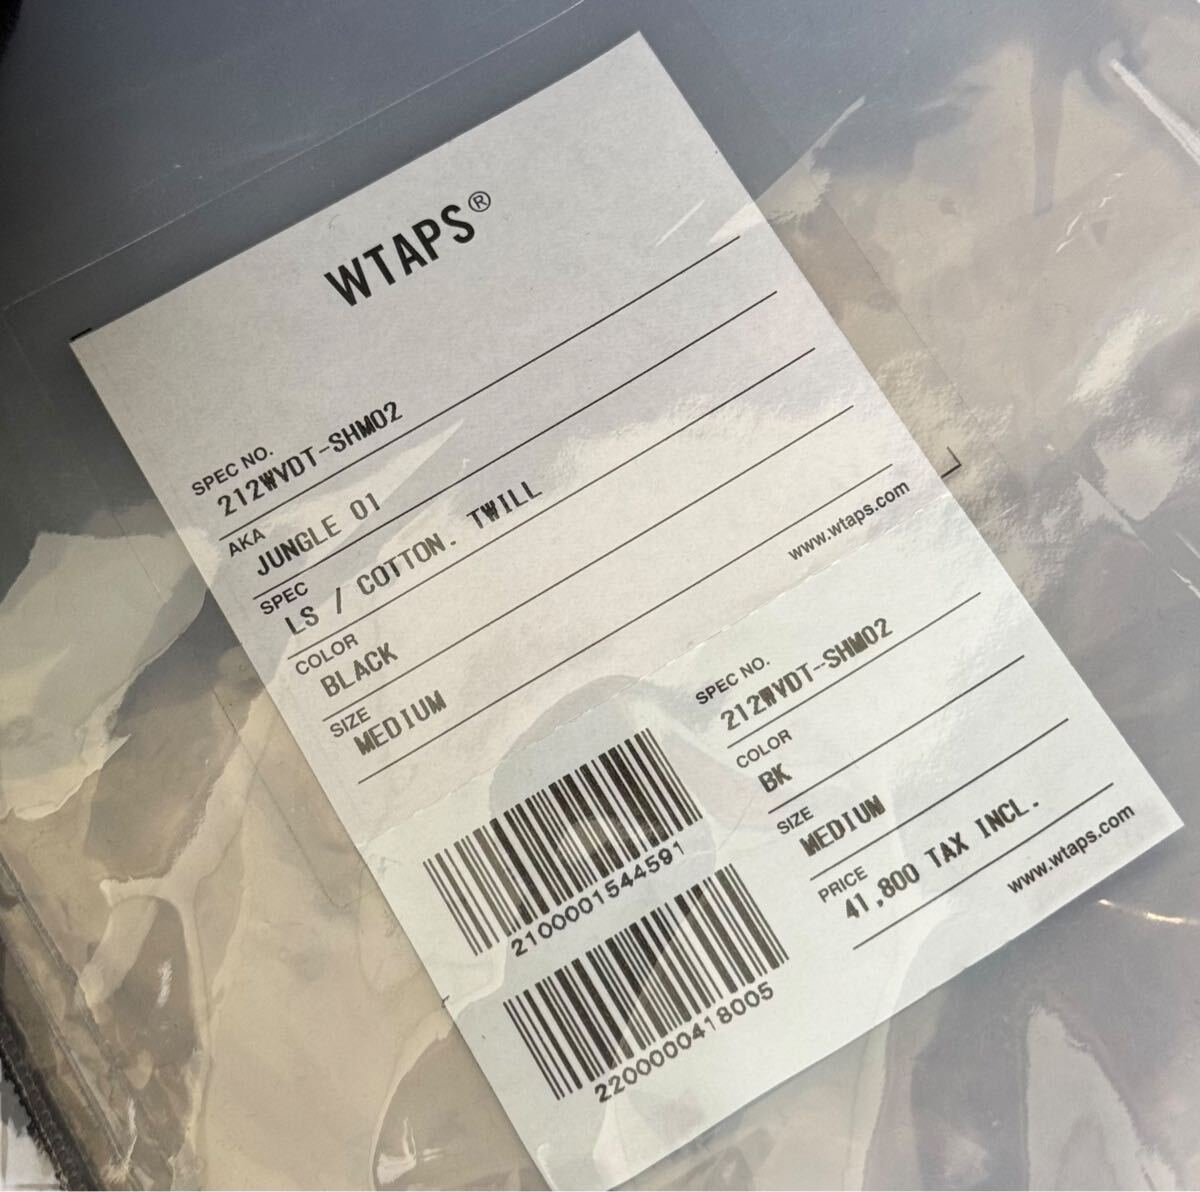 WTAPS®
SPEC NO.
212WVDT-SHM02
AKA
JUNGLE 01
SPEC
LS / COTTON. TWILL
COLOR
BLACK
SIZE
MEDIUM
www.wtaps.com
SPEC NO.
212WVDT-SHM02
COLOR
BK
SIZE
MEDIUM
PRICE
41,800 TAX INCL.
www.wtaps.com
2100001544591
2200000418005